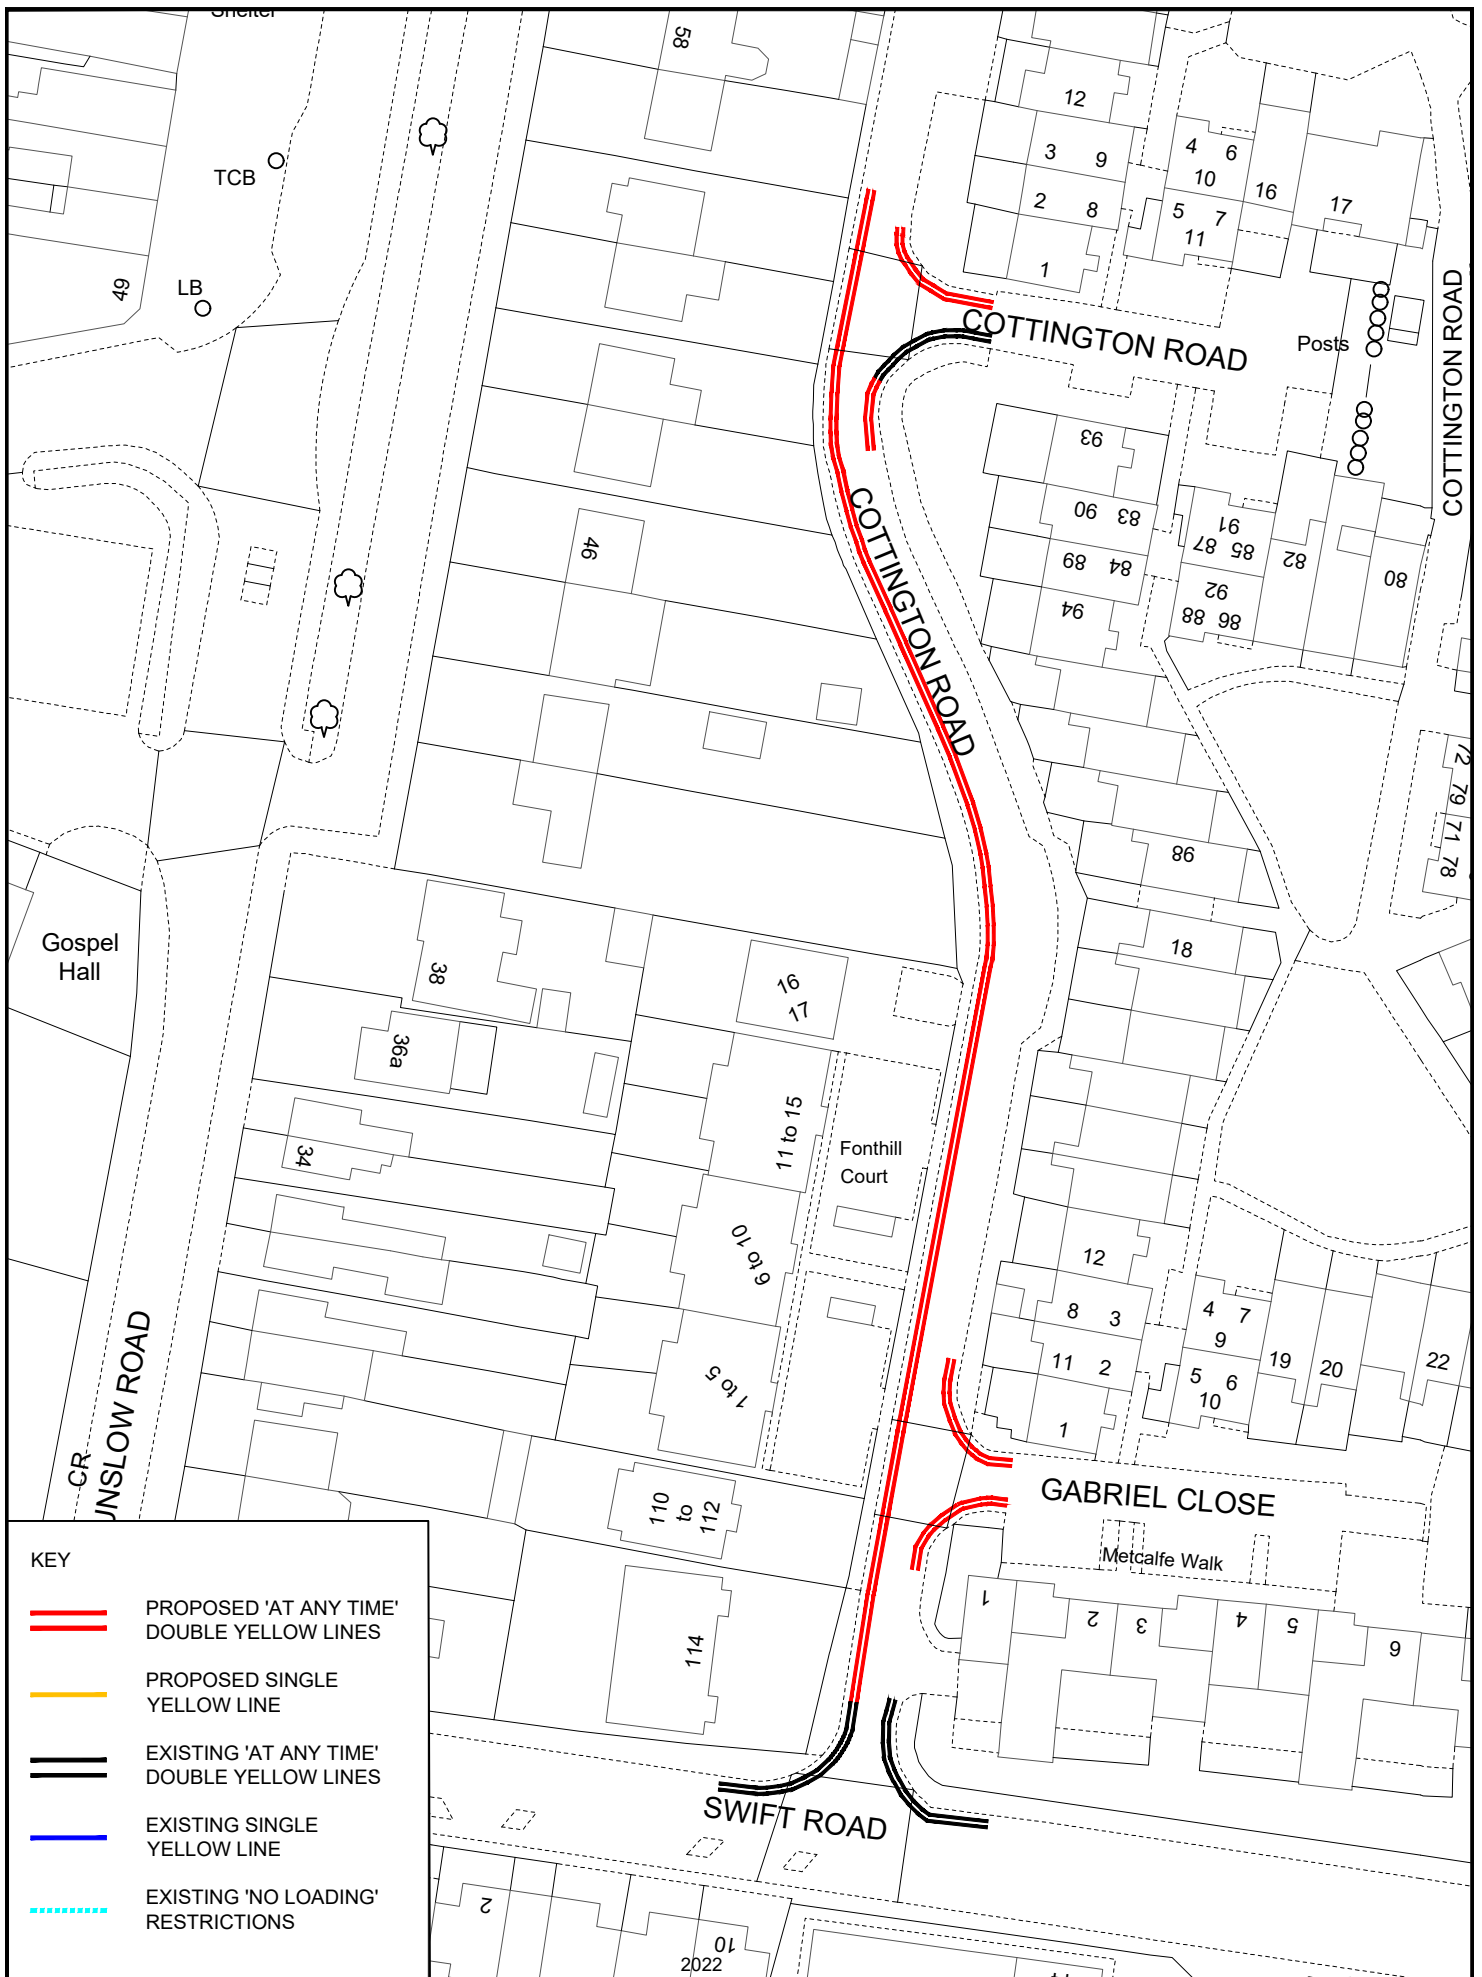 Shelter
58
12
TCB
3 9
2 8
1
4 6
10
5 7
11
16
17
49
LB
COTTINGTON ROAD
Posts
COTTINGTON ROAD
93
90 83
89 84
94
91
87 85
92
88 86
82
80
46
COTTINGTON ROAD
72
79
71
78
98
18
Gospel
Hall
38
36a
34
16
17
11 to 15
Fonthill
Court
6 to 10
1 to 5
12
8 3
11 2
1
4 7
9
5 6
10
19
20
22
CR
UNSLOW ROAD
110
to
112
114
GABRIEL CLOSE
Metcalfe Walk
1
2
3
4
5
6
SWIFT ROAD
2
10
2022
KEY
PROPOSED 'AT ANY TIME'
DOUBLE YELLOW LINES
PROPOSED SINGLE
YELLOW LINE
EXISTING 'AT ANY TIME'
DOUBLE YELLOW LINES
EXISTING SINGLE
YELLOW LINE
EXISTING 'NO LOADING'
RESTRICTIONS